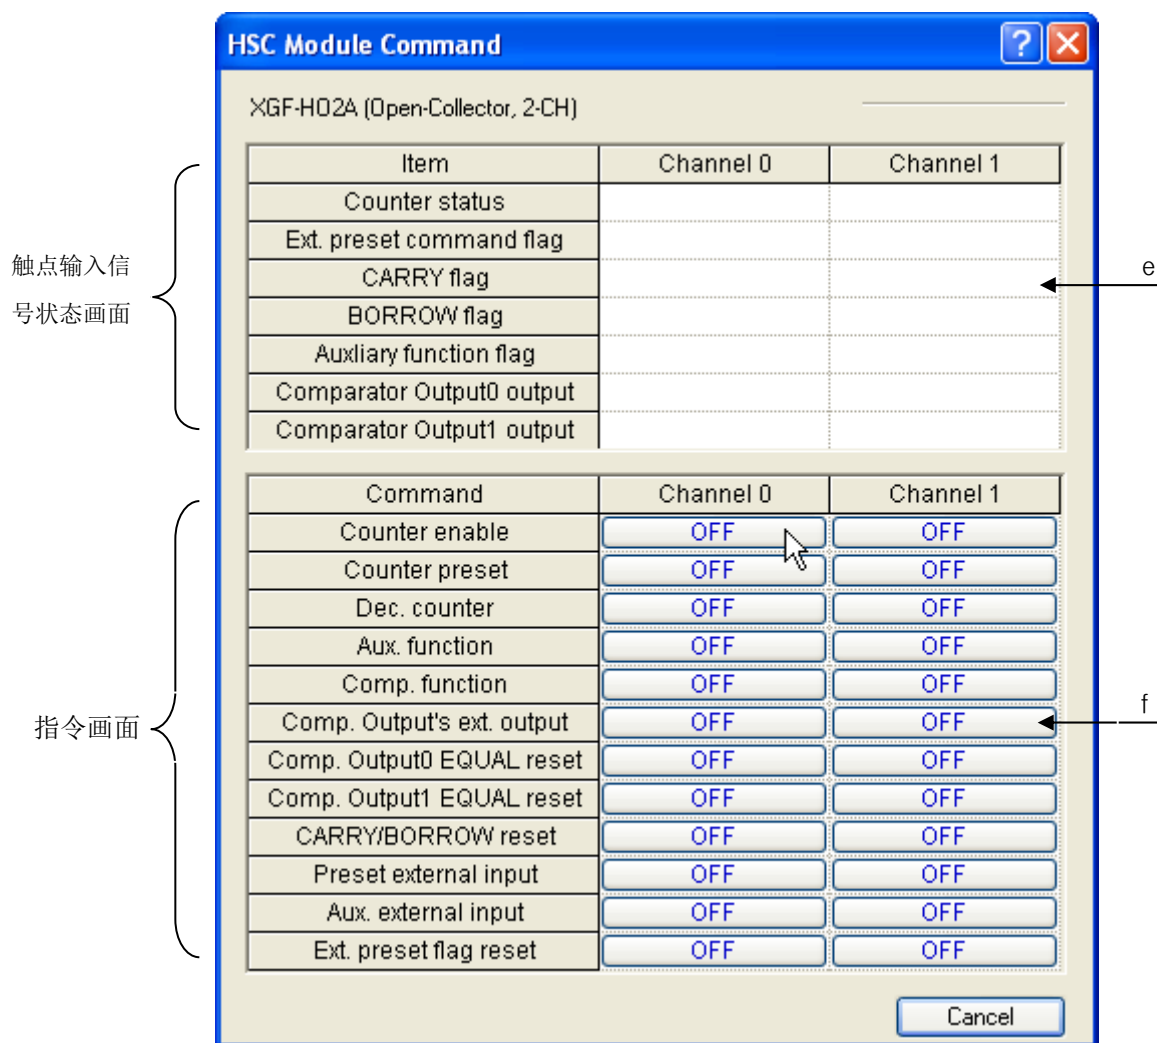 HSC Module Command
XGF-HO2A (Open-Collector, 2-CH)
Item Channel 0 Channel 1
Counter status
Ext. preset command flag
CARRY flag
BORROW flag
Auxliary function flag
Comparator Output0 output
Comparator Output1 output
触点输入信
号状态画面
e
Command Channel 0 Channel 1
Counter enable OFF OFF
Counter preset OFF OFF
Dec. counter OFF OFF
Aux. function OFF OFF
Comp. function OFF OFF
Comp. Output's ext. output OFF OFF
Comp. Output0 EQUAL reset OFF OFF
Comp. Output1 EQUAL reset OFF OFF
CARRY/BORROW reset OFF OFF
Preset external input OFF OFF
Aux. external input OFF OFF
Ext. preset flag reset OFF OFF
指令画面
f
Cancel